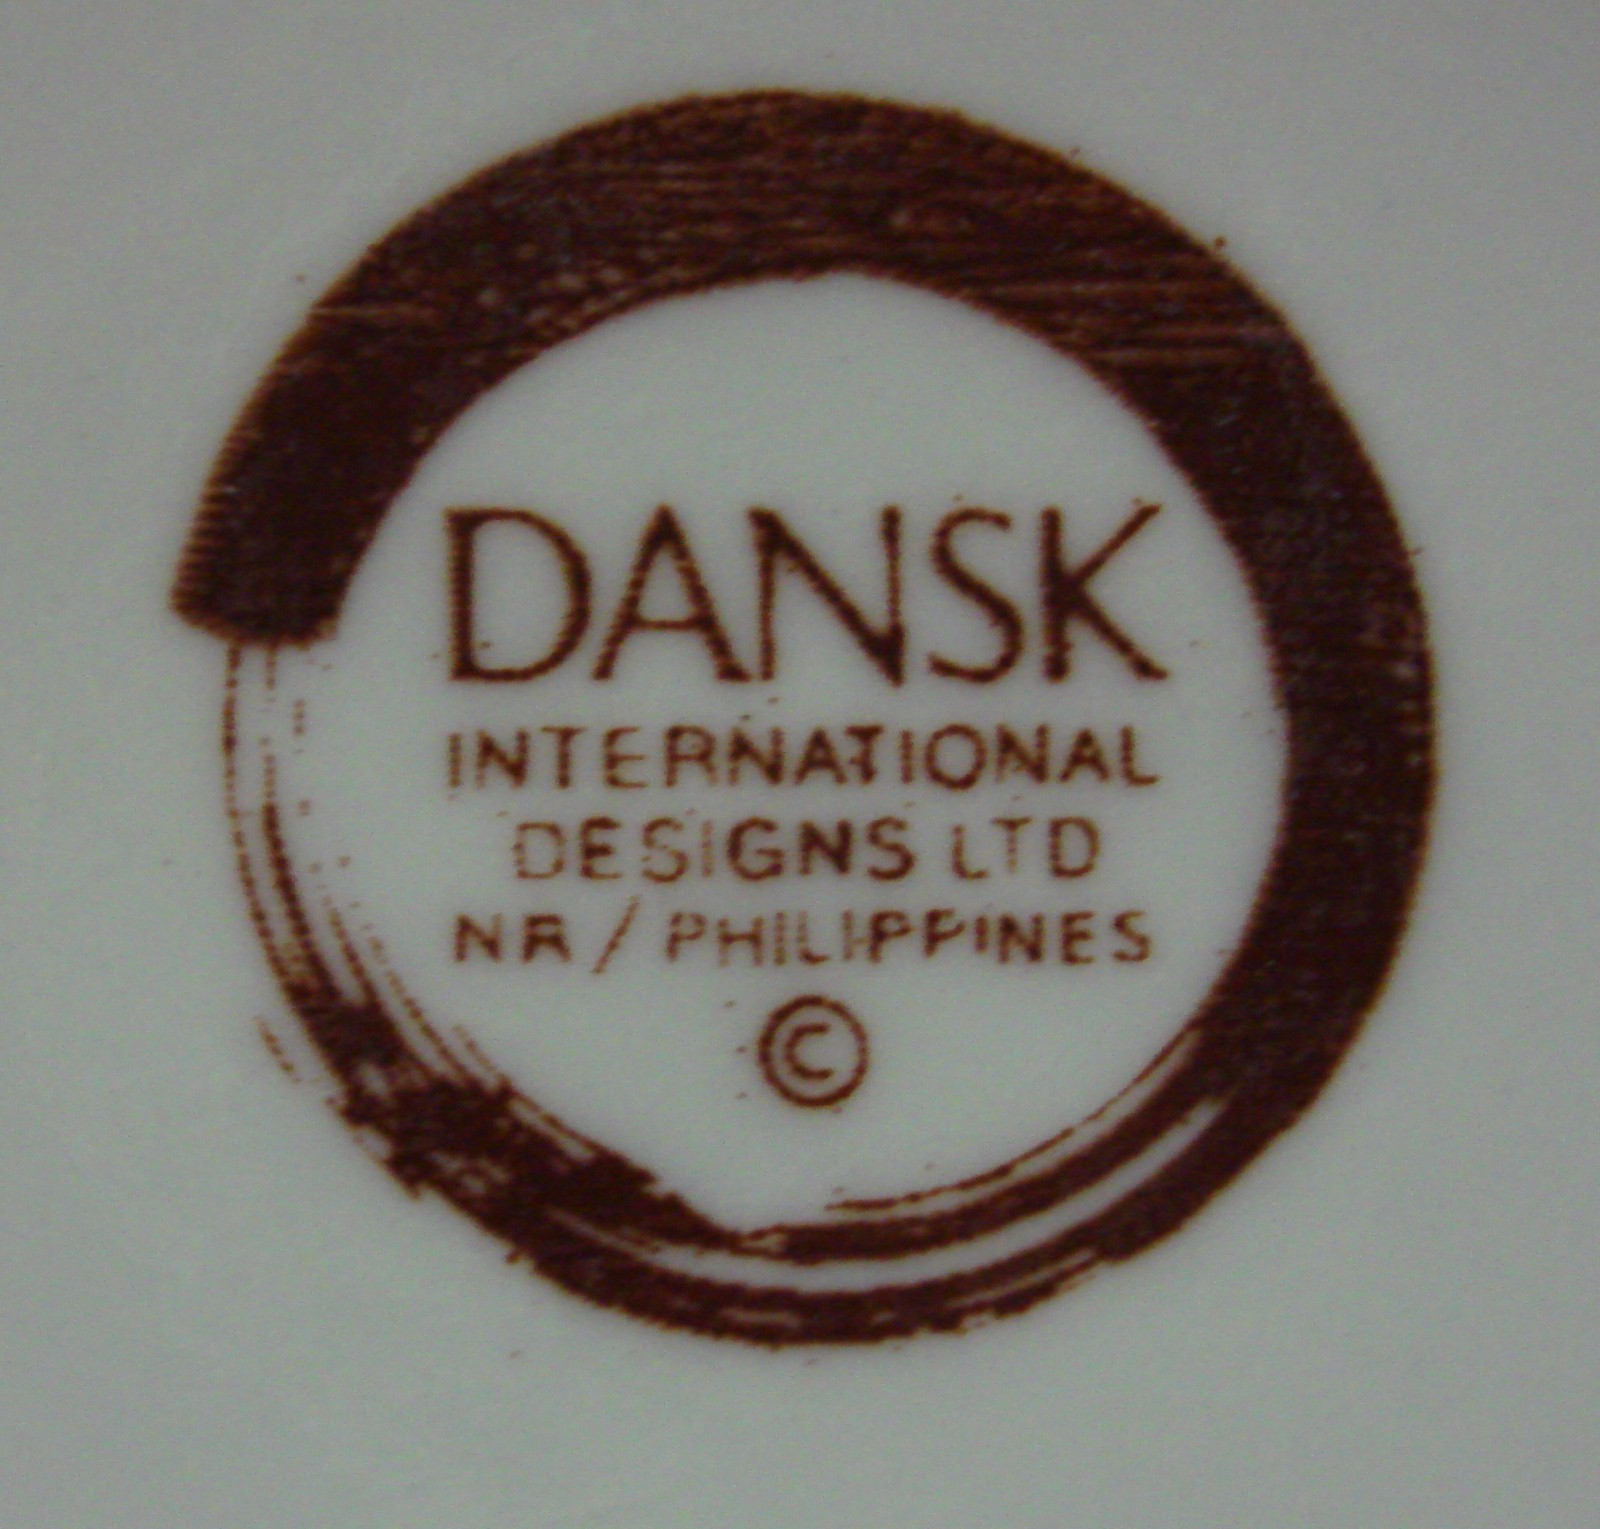 DANSK
INTERNATIONAL
DESIGNS LTD
NR / PHILIPPINES
©